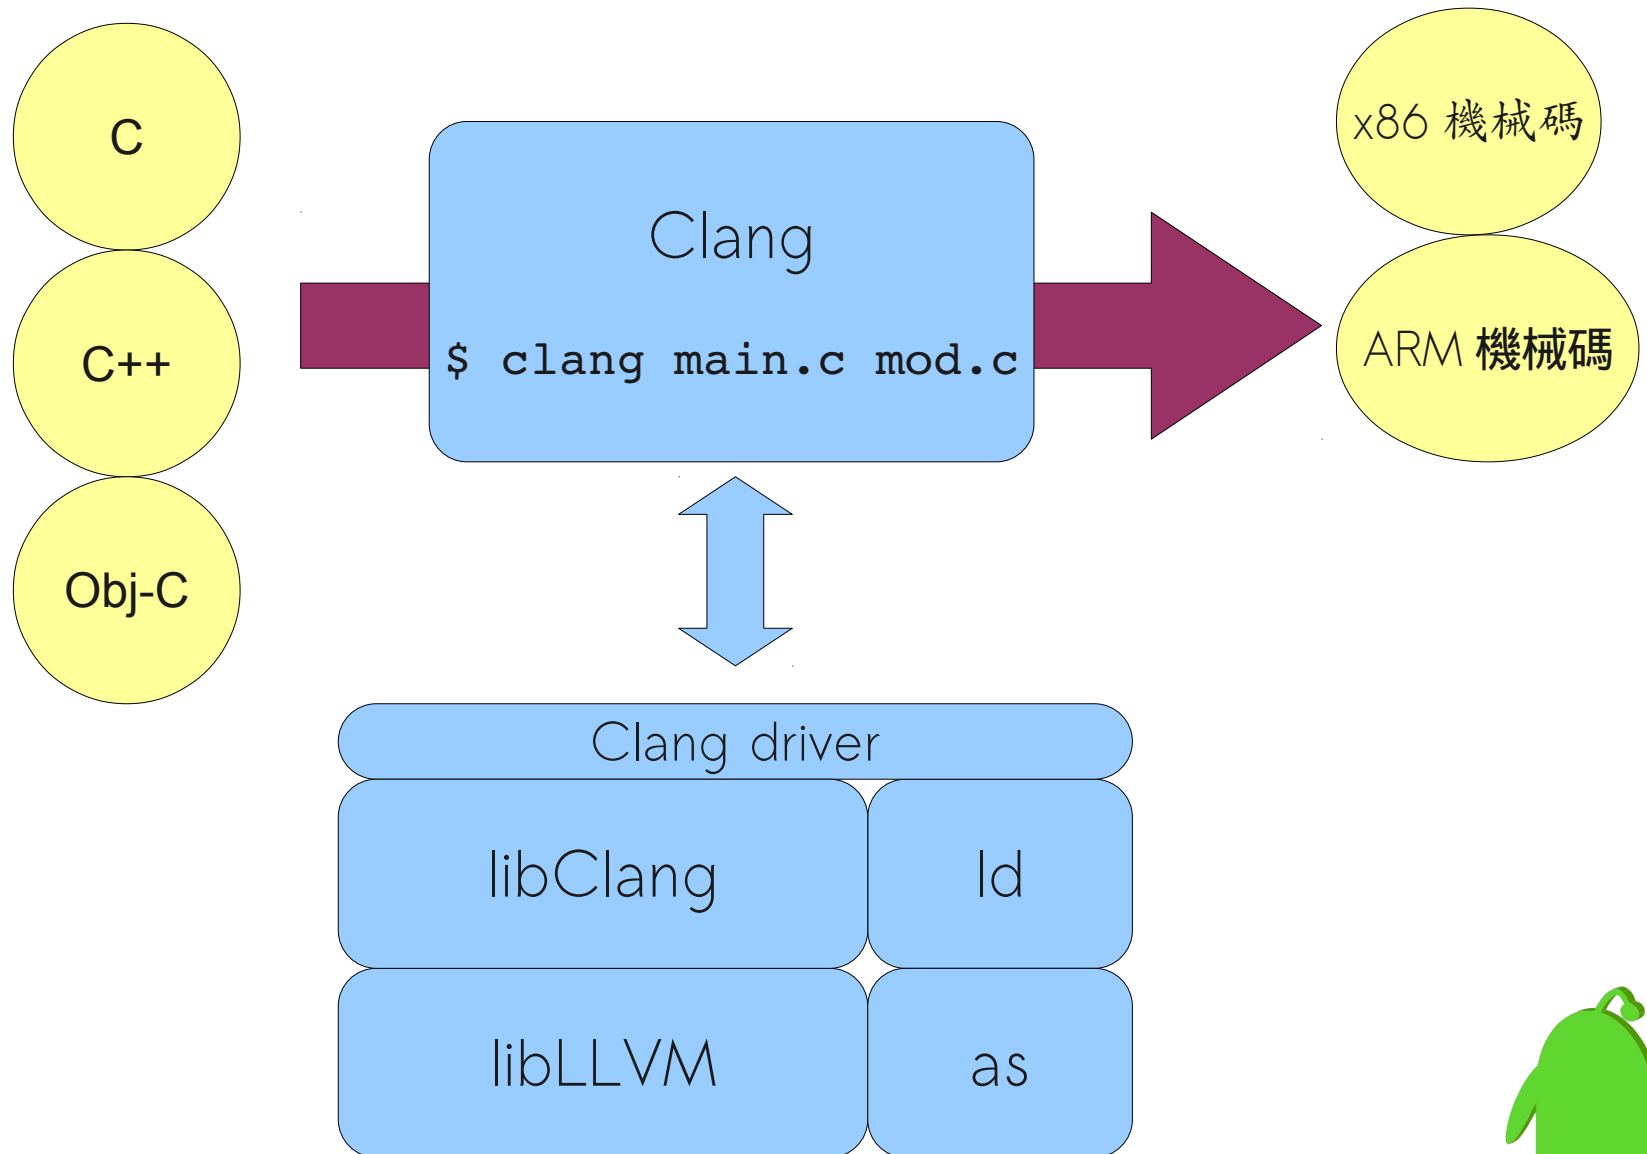 C
C++
Obj-C
Clang
$ clang main.c mod.c
x86 機械碼
ARM 機械碼
Clang driver
libClang
ld
libLLVM
as